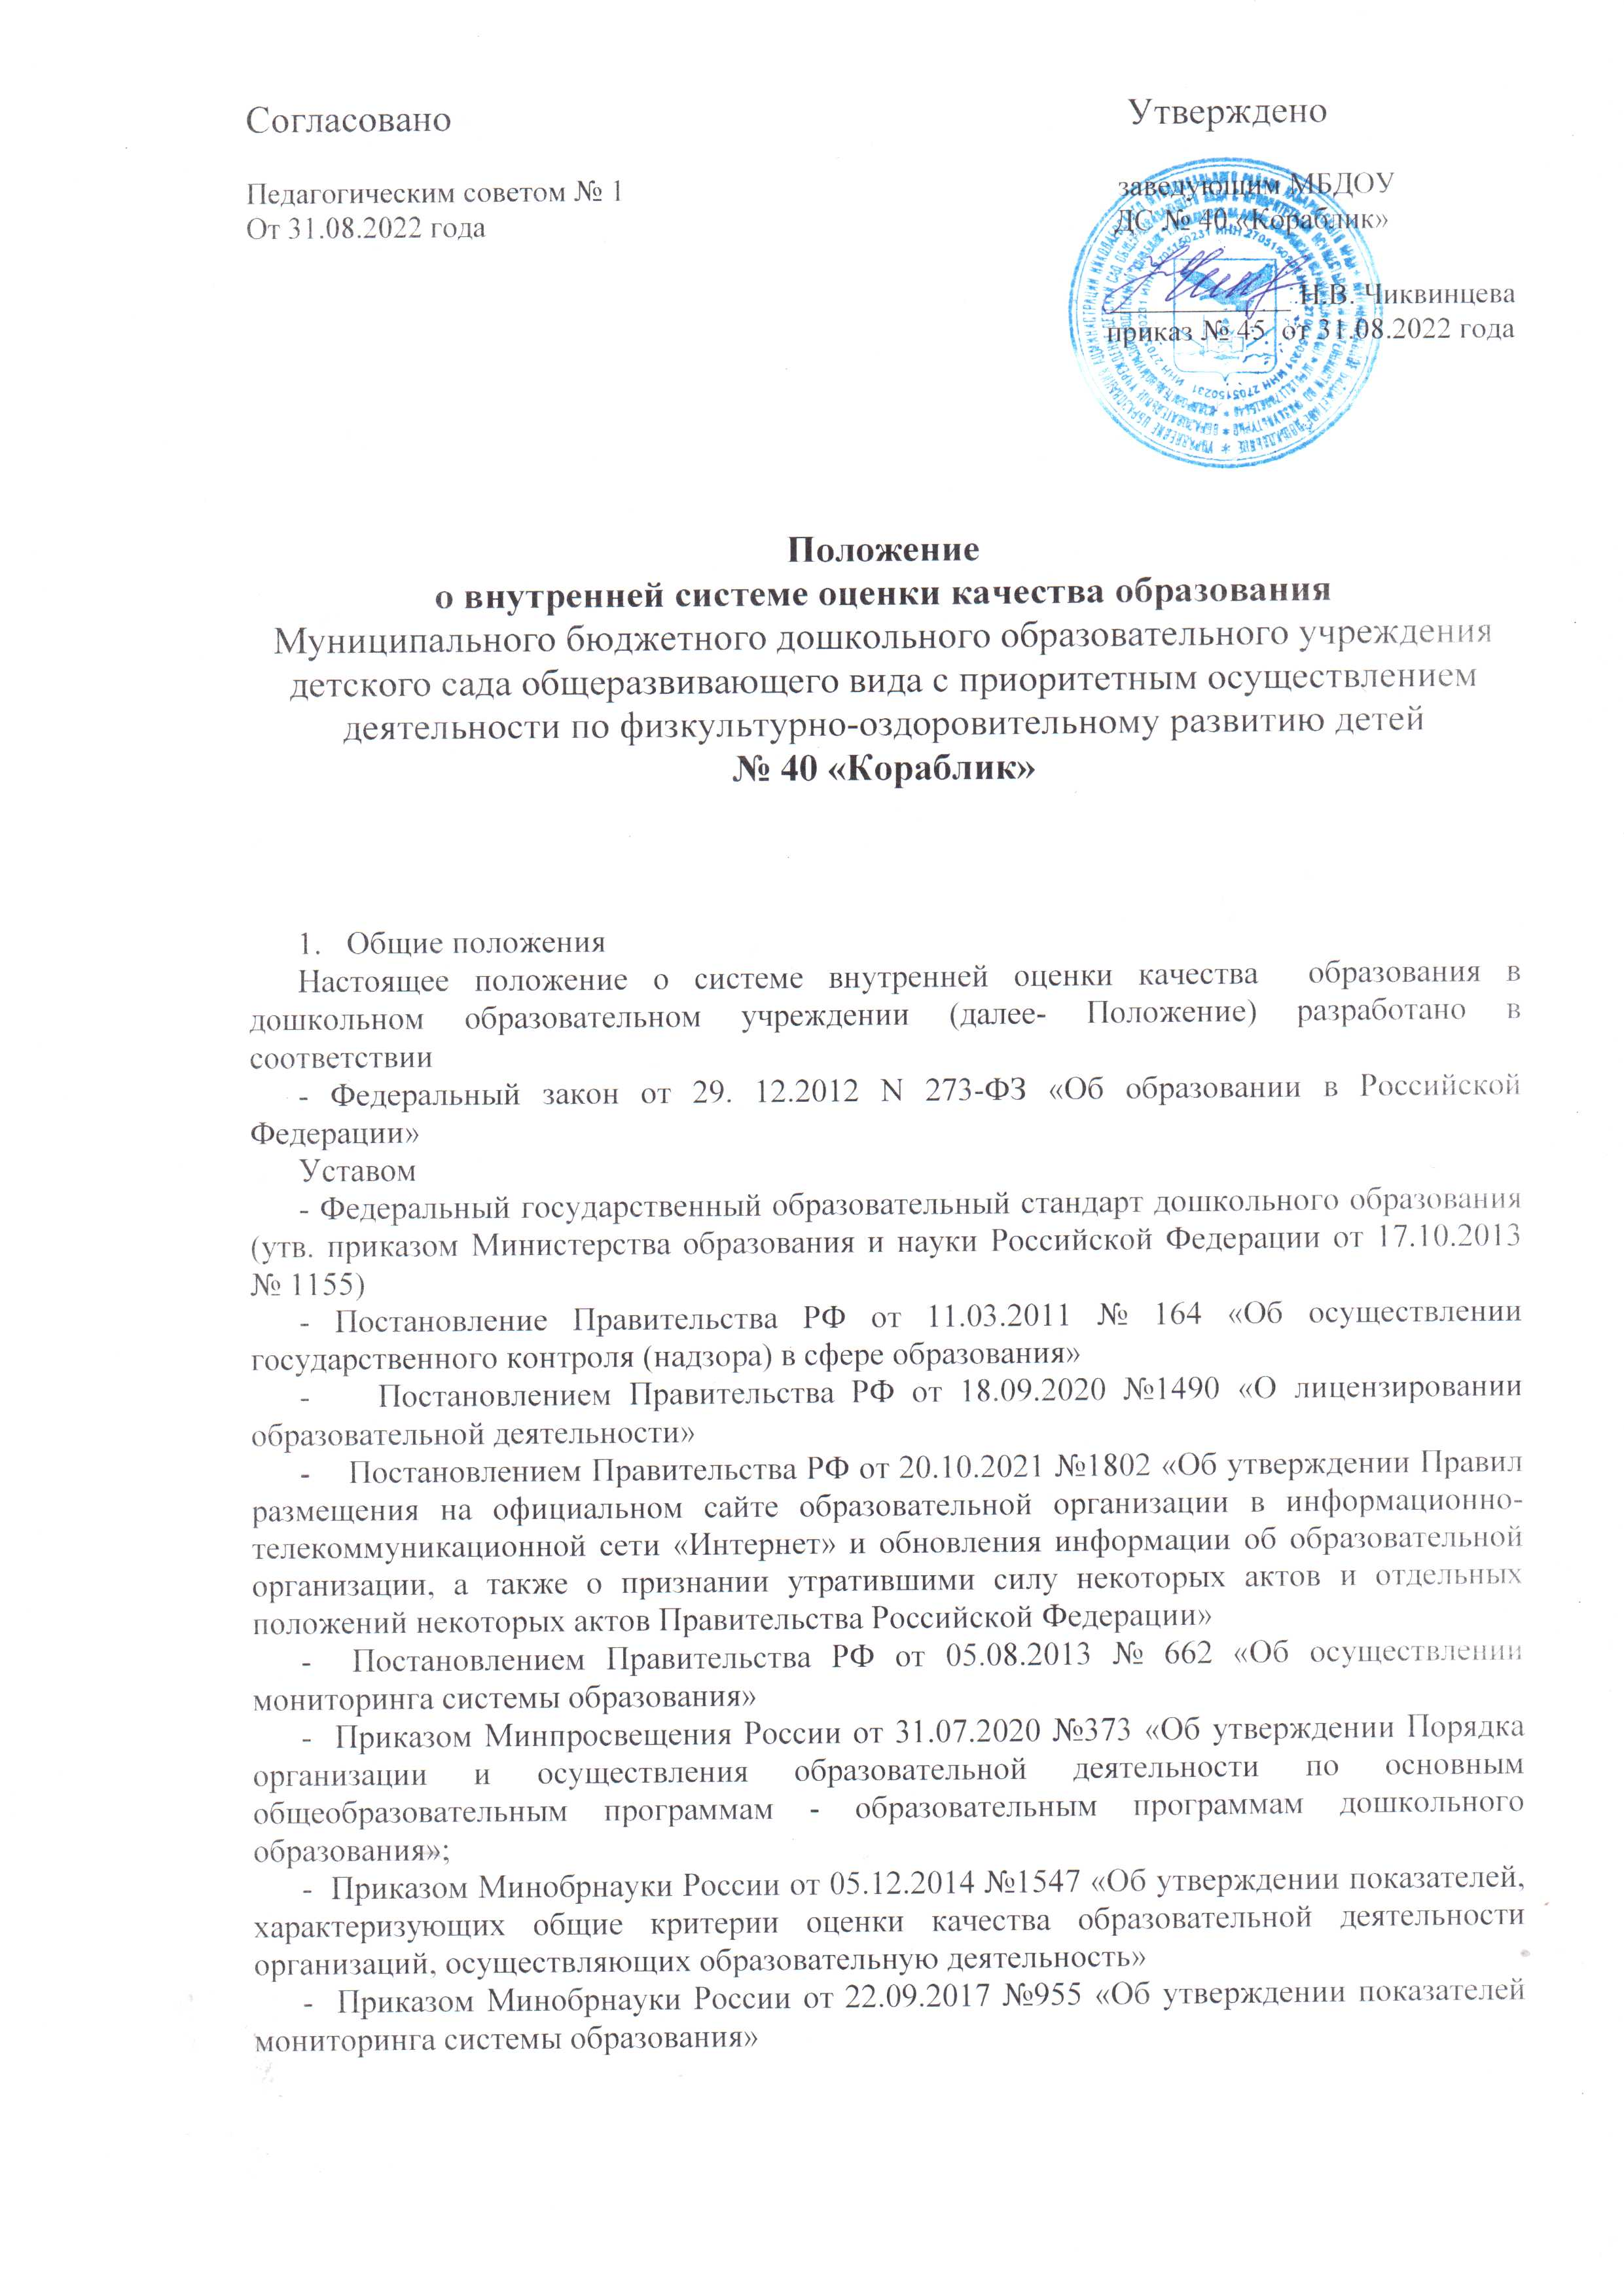 Согласовано
Утверждено
Педагогическим советом № 1
От 31.08.2022 года
заведующим МБДОУ
ДС № 40 «Кораблик»
Н.В. Чиквинцева
приказ № 45 от 31.08.2022 года
ИНН 2705150231
Положение
о внутренней системе оценки качества образования
Муниципального бюджетного дошкольного образовательного учреждения
детского сада общеразвивающего вида с приоритетным осуществлением
деятельности по физкультурно-оздоровительному развитию детей
№ 40 «Кораблик»
1. Общие положения
Настоящее положение о системе внутренней оценки качества образования в
дошкольном образовательном учреждении (далее- Положение) разработано в
соответствии
- Федеральный закон от 29. 12.2012 N 273-ФЗ «Об образовании в Российской
Федерации»
Уставом
- Федеральный государственный образовательный стандарт дошкольного образования
(утв. приказом Министерства образования и науки Российской Федерации от 17.10.2013
№ 1155)
- Постановление Правительства РФ от 11.03.2011 № 164 «Об осуществлении
государственного контроля (надзора) в сфере образования»
- Постановлением Правительства РФ от 18.09.2020 №1490 «О лицензировании
образовательной деятельности»
- Постановлением Правительства РФ от 20.10.2021 №1802 «Об утверждении Правил
размещения на официальном сайте образовательной организации в информационно-
телекоммуникационной сети «Интернет» и обновления информации об образовательной
организации, а также о признании утратившими силу некоторых актов и отдельных
положений некоторых актов Правительства Российской Федерации»
- Постановлением Правительства РФ от 05.08.2013 № 662 «Об осуществлении
мониторинга системы образования»
- Приказом Минпросвещения России от 31.07.2020 №373 «Об утверждении Порядка
организации и осуществления образовательной деятельности по основным
общеобразовательным программам - образовательным программам дошкольного
образования»;
- Приказом Минобрнауки России от 05.12.2014 №1547 «Об утверждении показателей,
характеризующих общие критерии оценки качества образовательной деятельности
организаций, осуществляющих образовательную деятельность»
- Приказом Минобрнауки России от 22.09.2017 №955 «Об утверждении показателей
мониторинга системы образования»